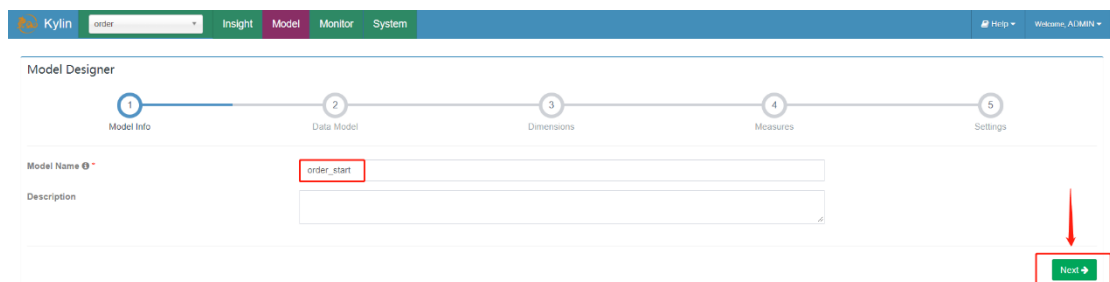 Kylin order Insight Model Monitor System Help Welcome, ADMIN
Model Designer
1 2 3 4 5
Model Info Data Model Dimensions Measures Settings
Model Name *
order_start
Description
Next